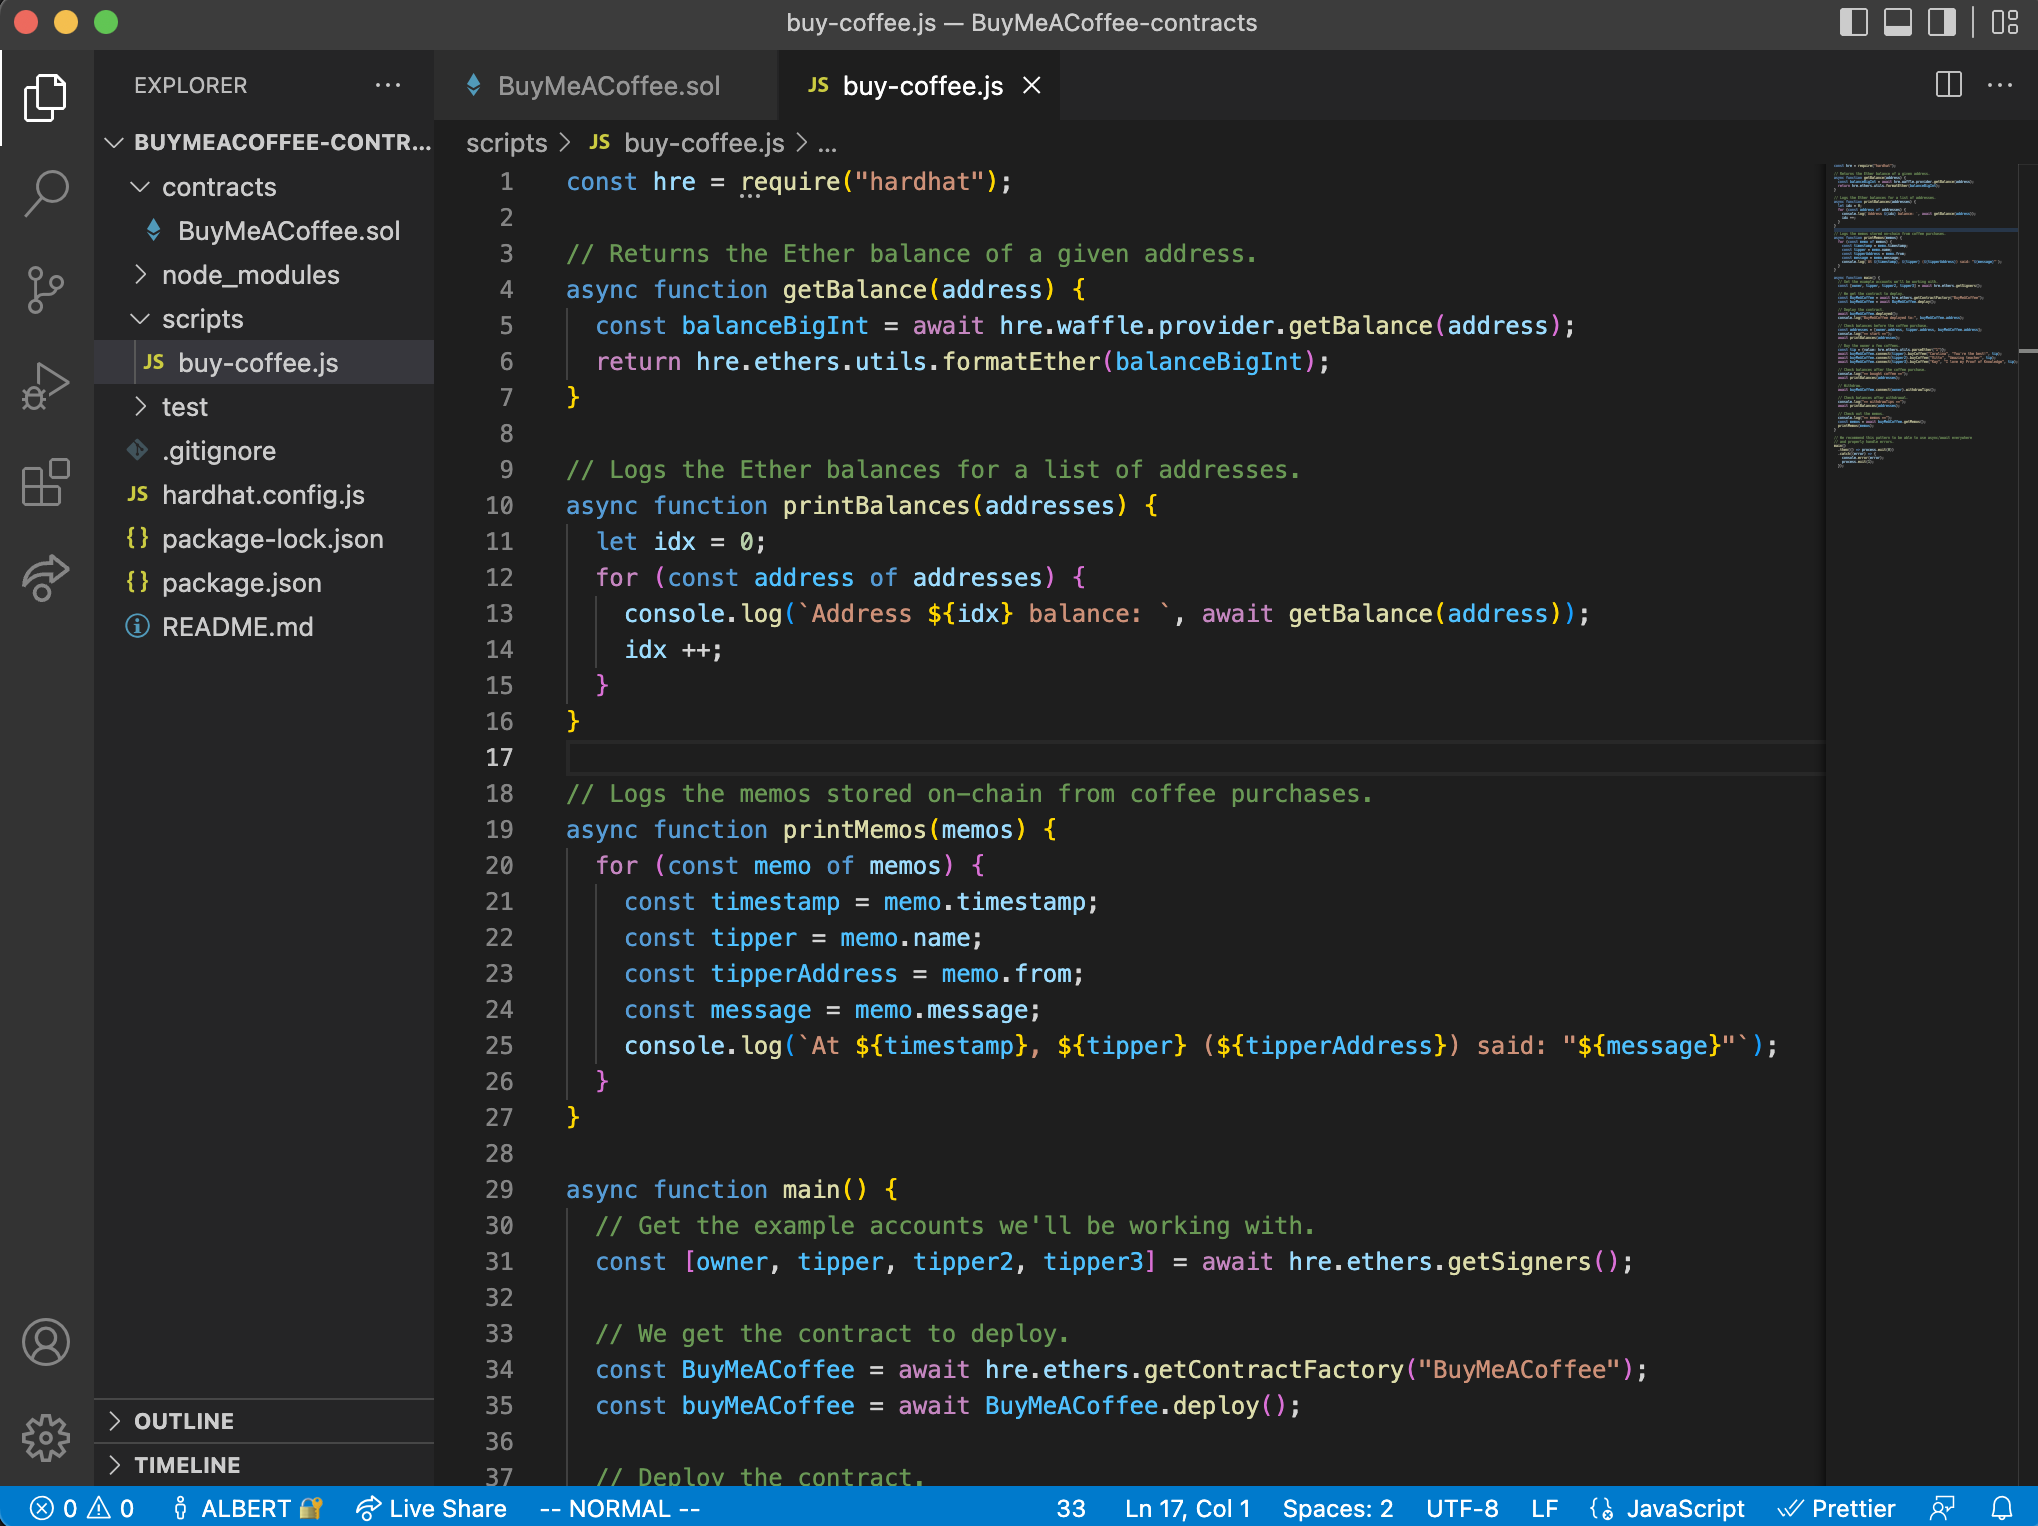 buy-coffee.js — BuyMeACoffee-contracts
EXPLORER
BUYMEACOFFEE-CONTR...
contracts
BuyMeACoffee.sol
node_modules
scripts
JS buy-coffee.js
test
.gitignore
JS hardhat.config.js
{} package-lock.json
{} package.json
README.md
OUTLINE
TIMELINE
BuyMeACoffee.sol
JS buy-coffee.js
scripts > JS buy-coffee.js > ...
1 const hre = require("hardhat");
2
3 // Returns the Ether balance of a given address.
4 async function getBalance(address) {
5   const balanceBigInt = await hre.waffle.provider.getBalance(address);
6   return hre.ethers.utils.formatEther(balanceBigInt);
7 }
8
9 // Logs the Ether balances for a list of addresses.
10 async function printBalances(addresses) {
11   let idx = 0;
12   for (const address of addresses) {
13     console.log(`Address ${idx} balance: `, await getBalance(address));
14     idx ++;
15   }
16 }
17
18 // Logs the memos stored on-chain from coffee purchases.
19 async function printMemos(memos) {
20   for (const memo of memos) {
21     const timestamp = memo.timestamp;
22     const tipper = memo.name;
23     const tipperAddress = memo.from;
24     const message = memo.message;
25     console.log(`At ${timestamp}, ${tipper} (${tipperAddress}) said: "${message}"`);
26   }
27 }
28
29 async function main() {
30   // Get the example accounts we'll be working with.
31   const [owner, tipper, tipper2, tipper3] = await hre.ethers.getSigners();
32
33   // We get the contract to deploy.
34   const BuyMeACoffee = await hre.ethers.getContractFactory("BuyMeACoffee");
35   const buyMeACoffee = await BuyMeACoffee.deploy();
36
37   // Deploy the contract.
0 0 ALBERT Live Share -- NORMAL -- 33 Ln 17, Col 1 Spaces: 2 UTF-8 LF JavaScript Prettier